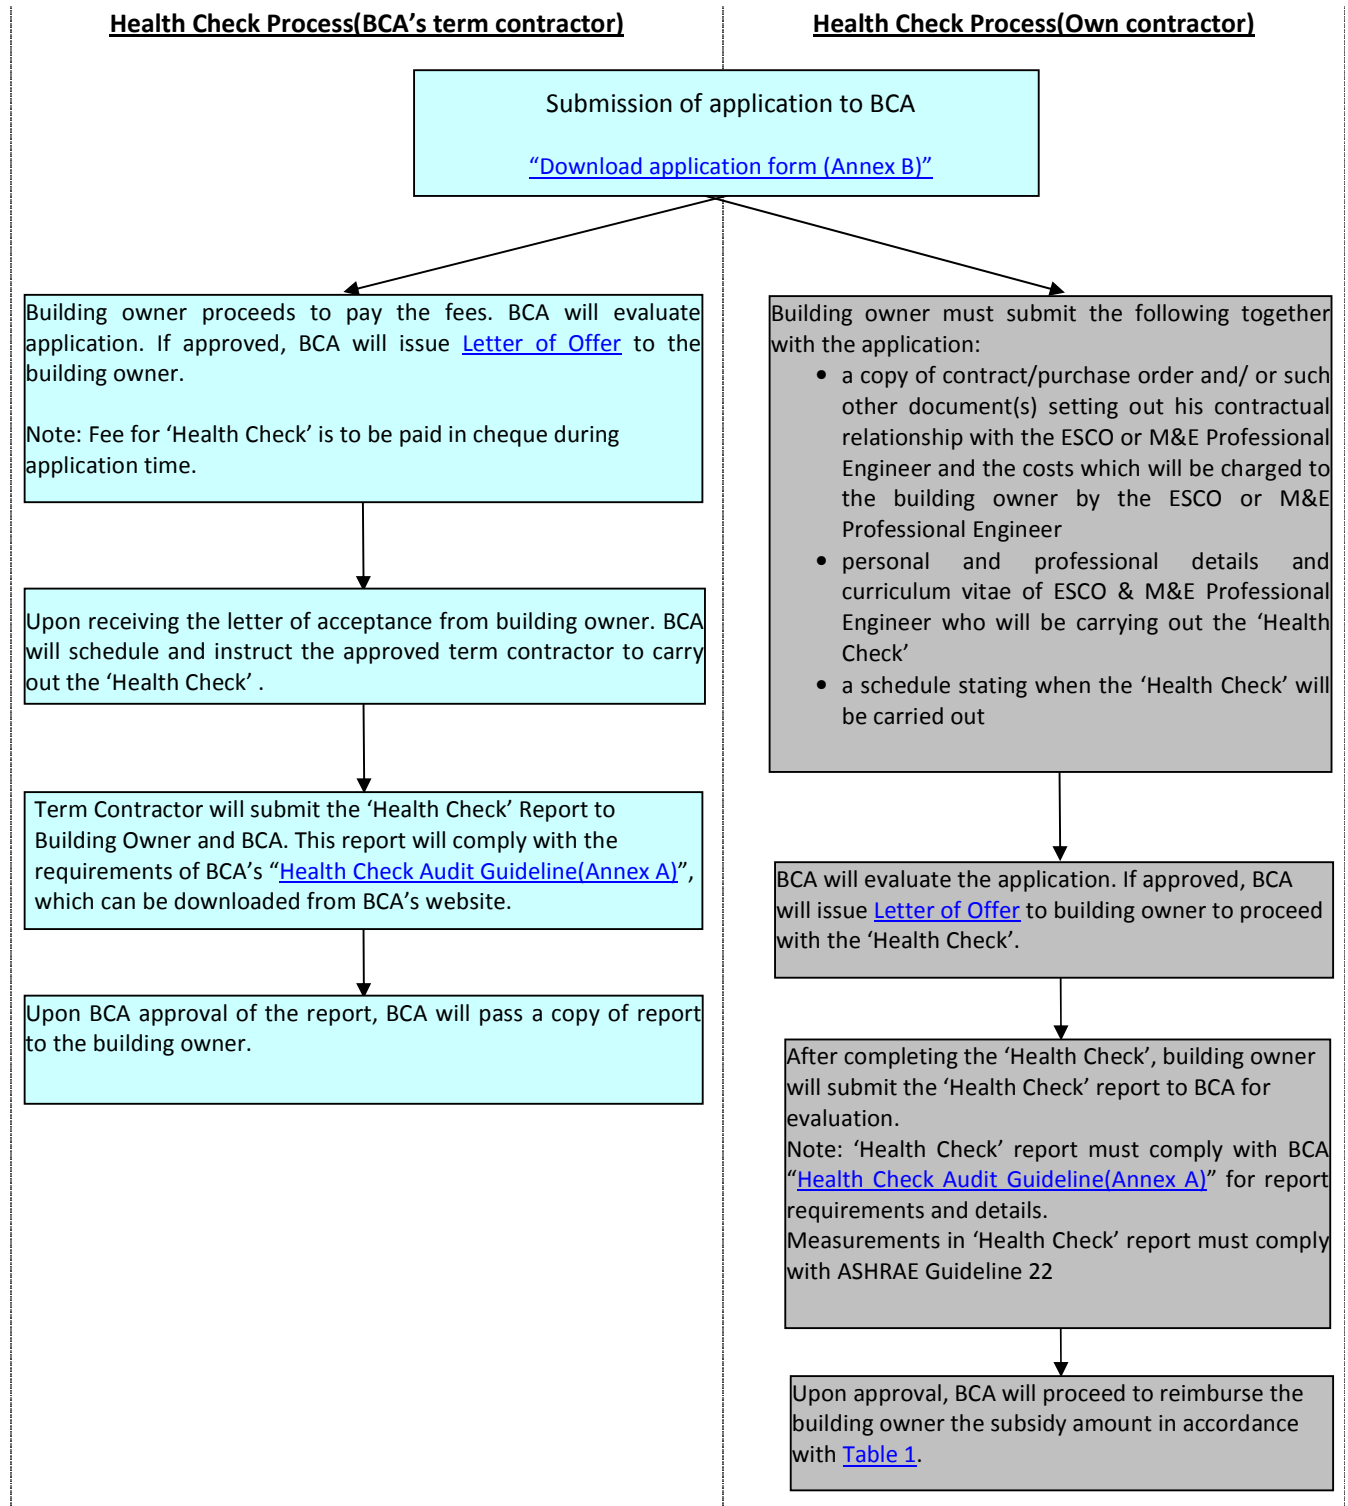 Health Check Process(BCA’s term contractor)
Health Check Process(Own contractor)
Submission of application to BCA
“Download application form (Annex B)”
Building owner proceeds to pay the fees. BCA will evaluate
application. If approved, BCA will issue Letter of Offer to the
building owner.
Note: Fee for ‘Health Check’ is to be paid in cheque during
application time.
Upon receiving the letter of acceptance from building owner. BCA
will schedule and instruct the approved term contractor to carry
out the ‘Health Check’ .
Term Contractor will submit the ‘Health Check’ Report to
Building Owner and BCA. This report will comply with the
requirements of BCA’s “Health Check Audit Guideline(Annex A)”,
which can be downloaded from BCA’s website.
Upon BCA approval of the report, BCA will pass a copy of report
to the building owner.
Building owner must submit the following together
with the application:
• a copy of contract/purchase order and/ or such
other document(s) setting out his contractual
relationship with the ESCO or M&E Professional
Engineer and the costs which will be charged to
the building owner by the ESCO or M&E
Professional Engineer
• personal and professional details and
curriculum vitae of ESCO & M&E Professional
Engineer who will be carrying out the ‘Health
Check’
• a schedule stating when the ‘Health Check’ will
be carried out
BCA will evaluate the application. If approved, BCA
will issue Letter of Offer to building owner to proceed
with the ‘Health Check’.
After completing the ‘Health Check’, building owner
will submit the ‘Health Check’ report to BCA for
evaluation.
Note: ‘Health Check’ report must comply with BCA
“Health Check Audit Guideline(Annex A)” for report
requirements and details.
Measurements in ‘Health Check’ report must comply
with ASHRAE Guideline 22
Upon approval, BCA will proceed to reimburse the
building owner the subsidy amount in accordance
with Table 1.